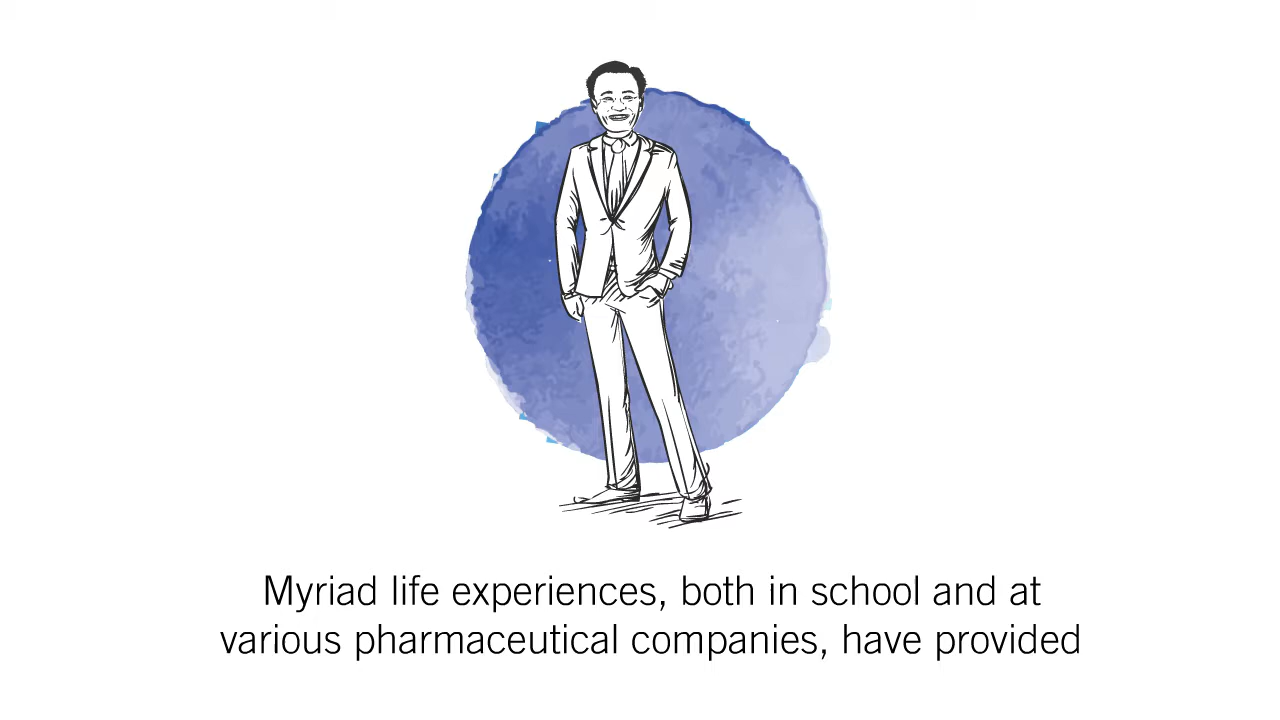 Myriad life experiences, both in school and at
various pharmaceutical companies, have provided